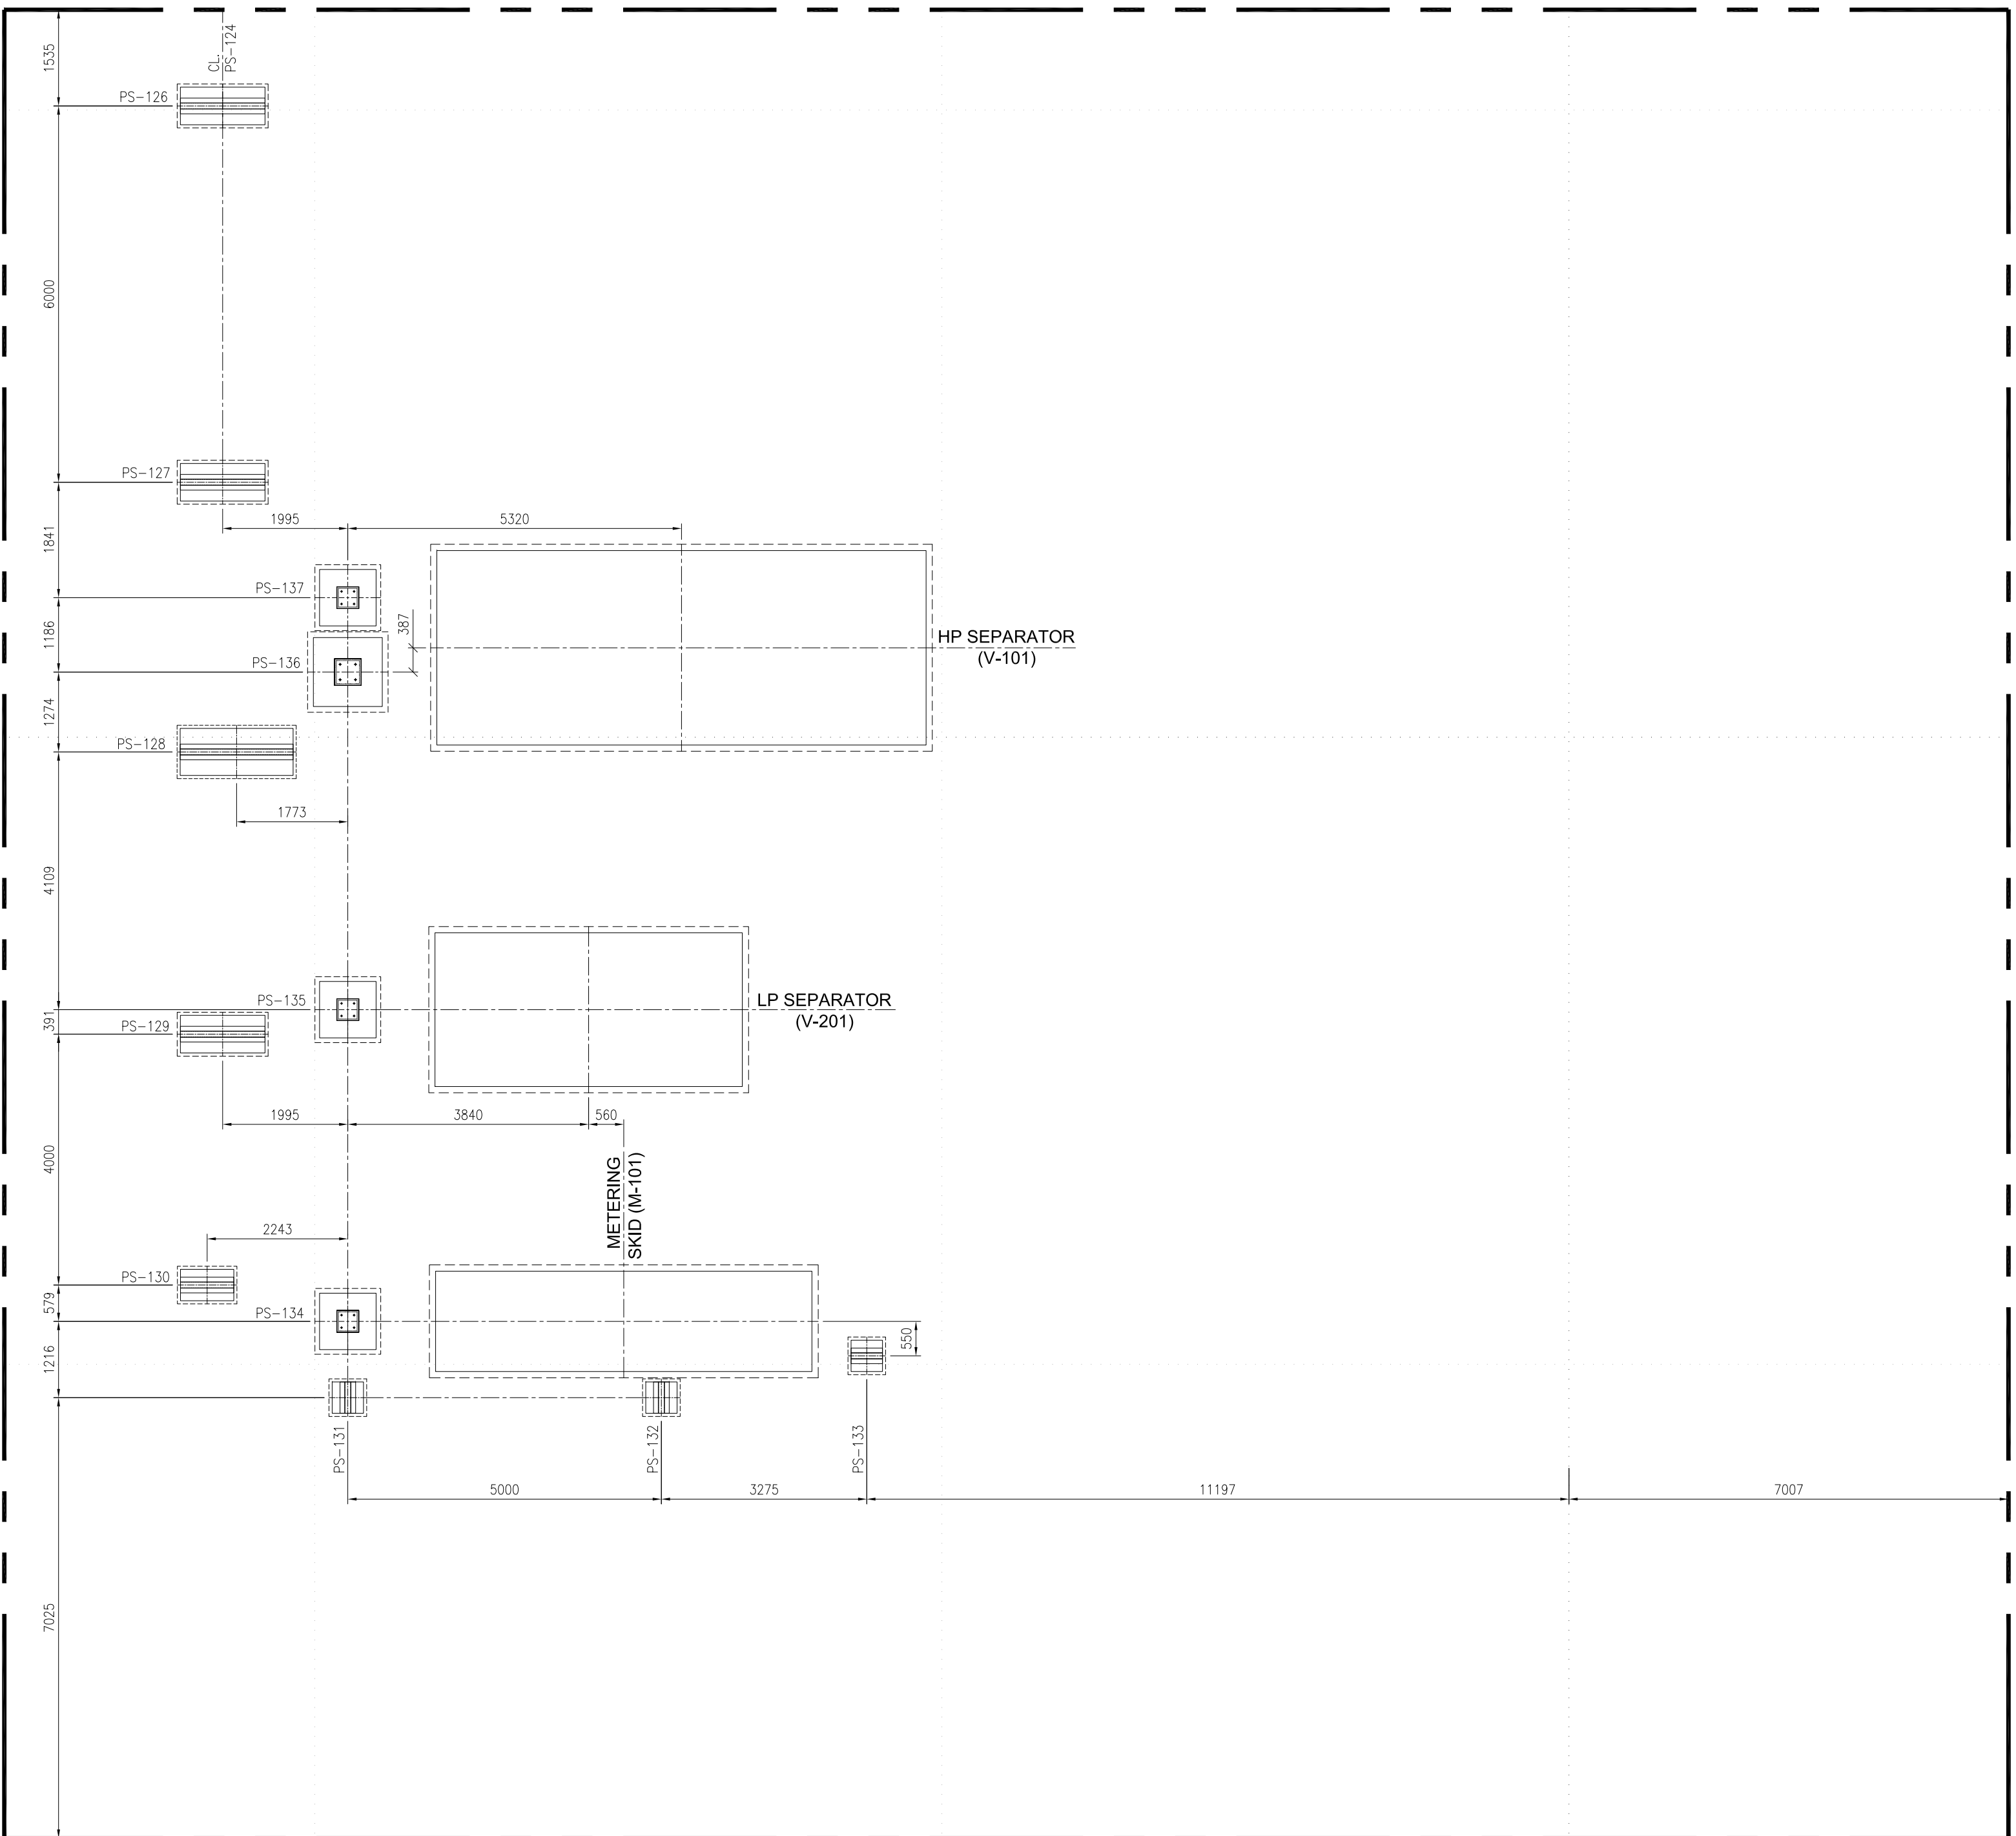 1535
CL.
PS-124
PS-126
6000
PS-127
1841
1995
5320
PS-137
387
1186
HP SEPARATOR
(V-101)
PS-136
1274
PS-128
1773
4109
PS-135
LP SEPARATOR
(V-201)
391
PS-129
1995
3840
560
4000
METERING
SKID (M-101)
2243
PS-130
579
PS-134
550
1216
PS-131
PS-132
PS-133
5000
3275
11197
7007
7025